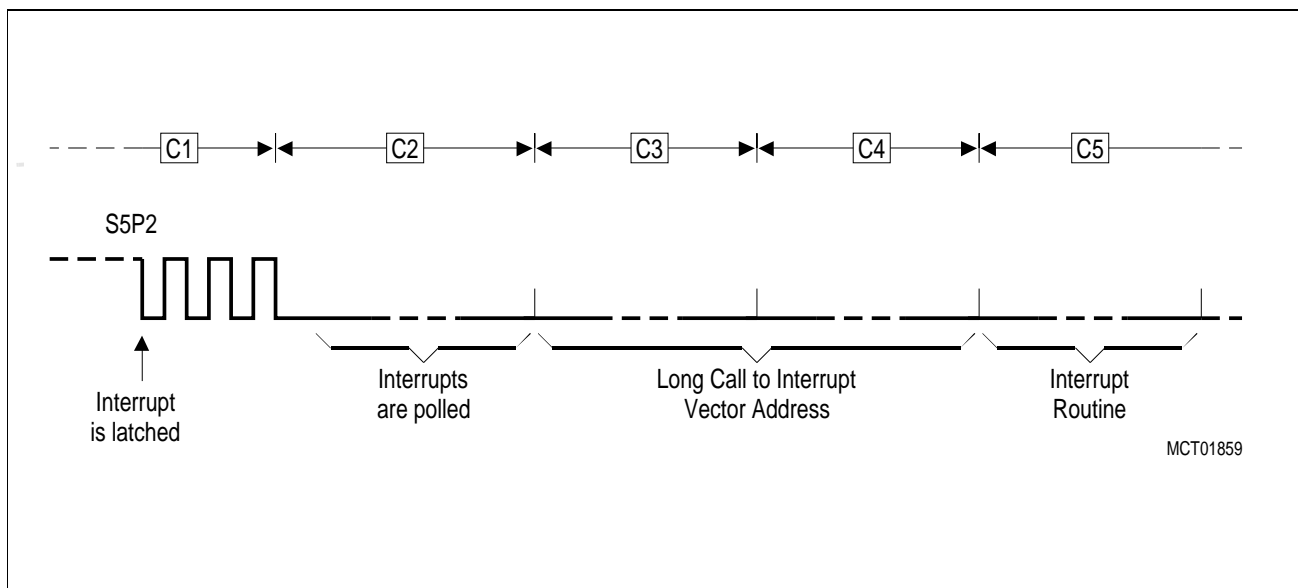 C1 C2 C3 C4 C5
S5P2
Interrupt
is latched
Interrupts
are polled
Long Call to Interrupt
Vector Address
Interrupt
Routine
MCT01859